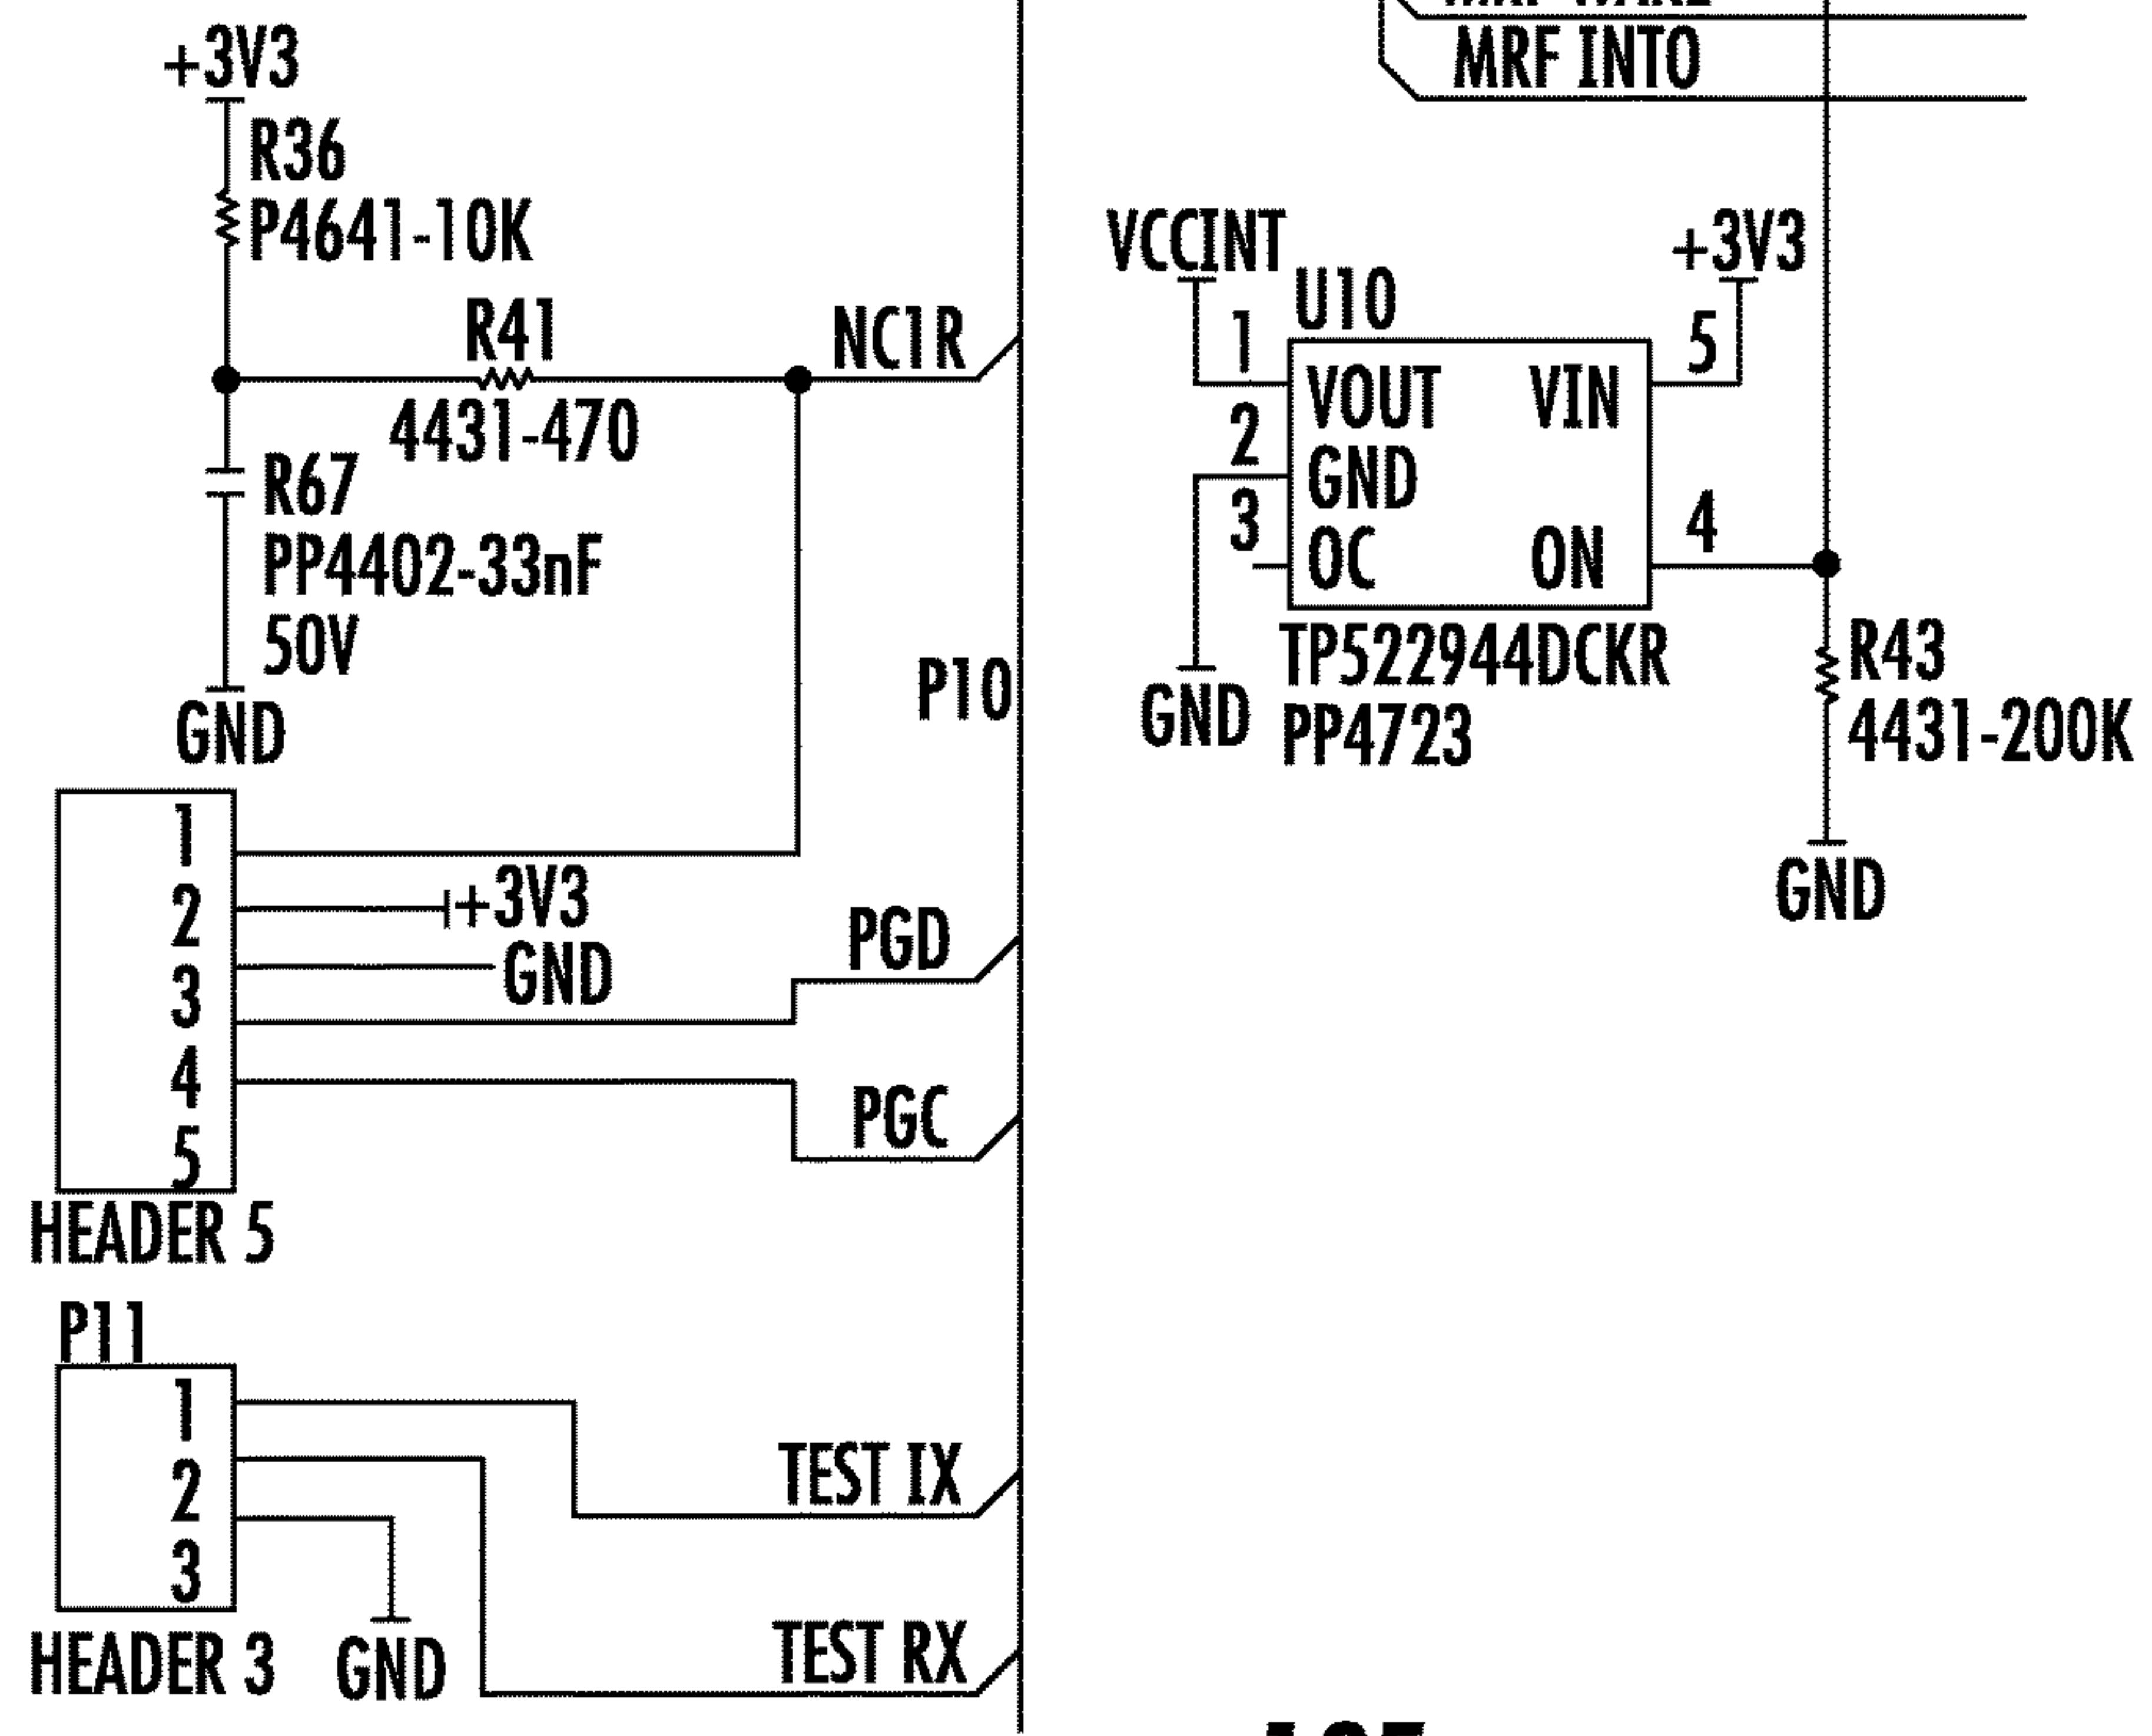 +3V3
R36
P4641-10K
R41
4431-470
NC1R
R67
PP4402-33nF
50V
GND
P10
1
2
3
4
5
+3V3
GND
PGD
PGC
HEADER 5
P11
1
2
3
HEADER 3
GND
TEST IX
TEST RX
MRF INTO
VCCINT
+3V3
U10
1
2
3
5
4
VOUT VIN
GND
OC ON
TP522944DCKR
PP4723
GND
R43
4431-200K
GND